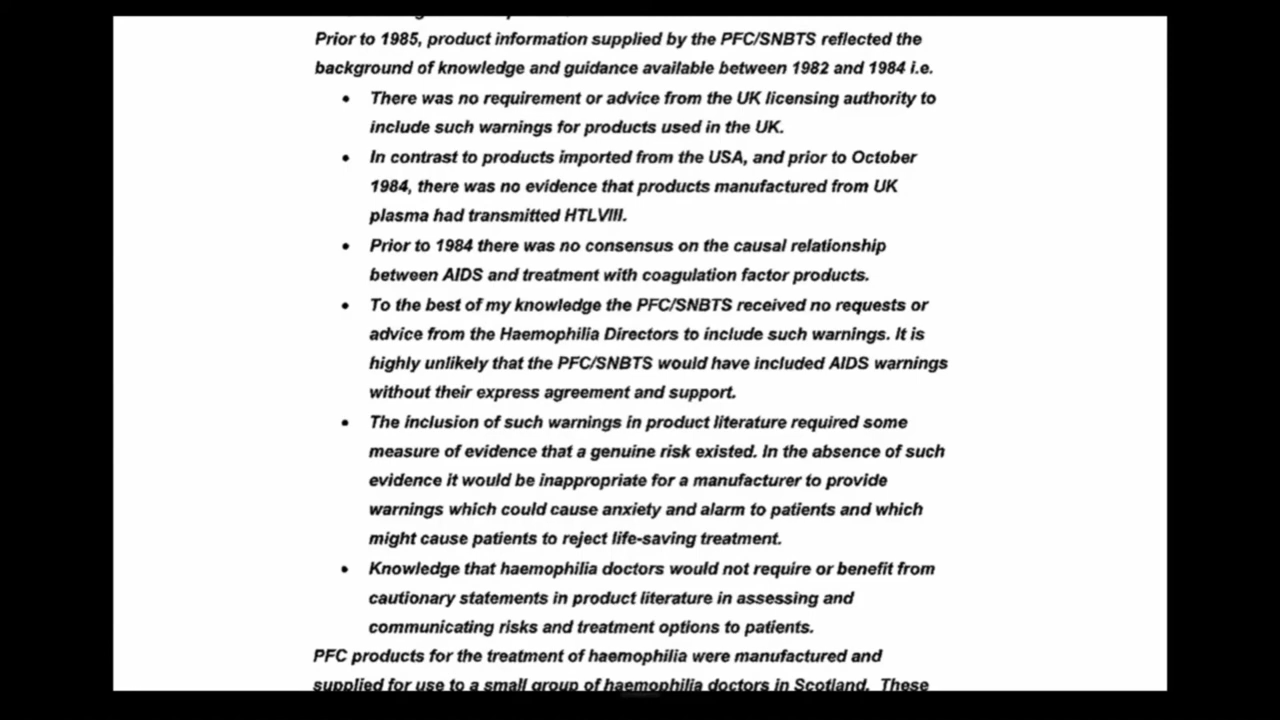 Prior to 1985, product information supplied by the PFC/SNBTS reflected the
background of knowledge and guidance available between 1982 and 1984 i.e.
• There was no requirement or advice from the UK licensing authority to
include such warnings for products used in the UK.
• In contrast to products imported from the USA, and prior to October
1984, there was no evidence that products manufactured from UK
plasma had transmitted HTLVIII.
• Prior to 1984 there was no consensus on the causal relationship
between AIDS and treatment with coagulation factor products.
• To the best of my knowledge the PFC/SNBTS received no requests or
advice from the Haemophilia Directors to include such warnings. It is
highly unlikely that the PFC/SNBTS would have included AIDS warnings
without their express agreement and support.
• The inclusion of such warnings in product literature required some
measure of evidence that a genuine risk existed. In the absence of such
evidence it would be inappropriate for a manufacturer to provide
warnings which could cause anxiety and alarm to patients and which
might cause patients to reject life-saving treatment.
• Knowledge that haemophilia doctors would not require or benefit from
cautionary statements in product literature in assessing and
communicating risks and treatment options to patients.
PFC products for the treatment of haemophilia were manufactured and
supplied for use to a small group of haemophilia doctors in Scotland. These